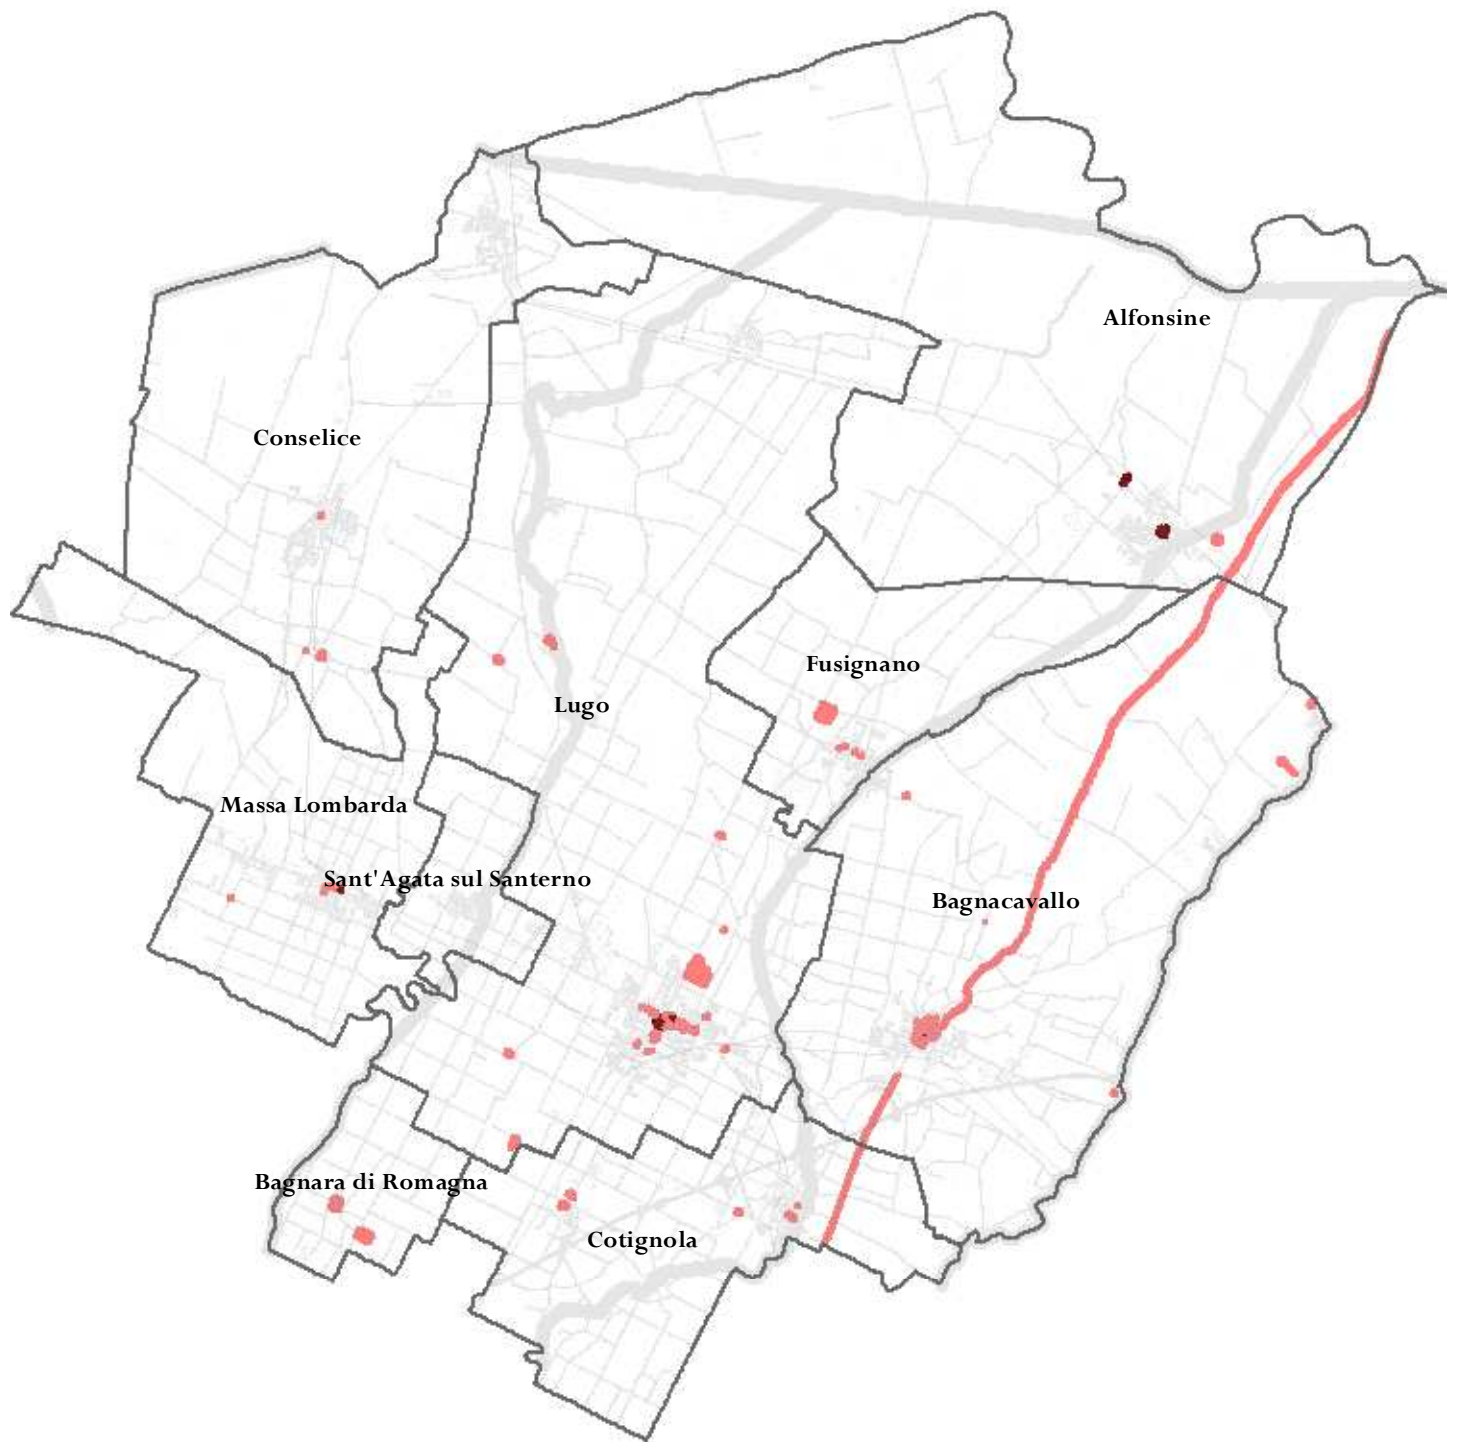 Alfonsine
Conselice
Fusignano
Lugo
Massa Lombarda
Sant'Agata sul Santerno
Bagnacavallo
Bagnara di Romagna
Cotignola